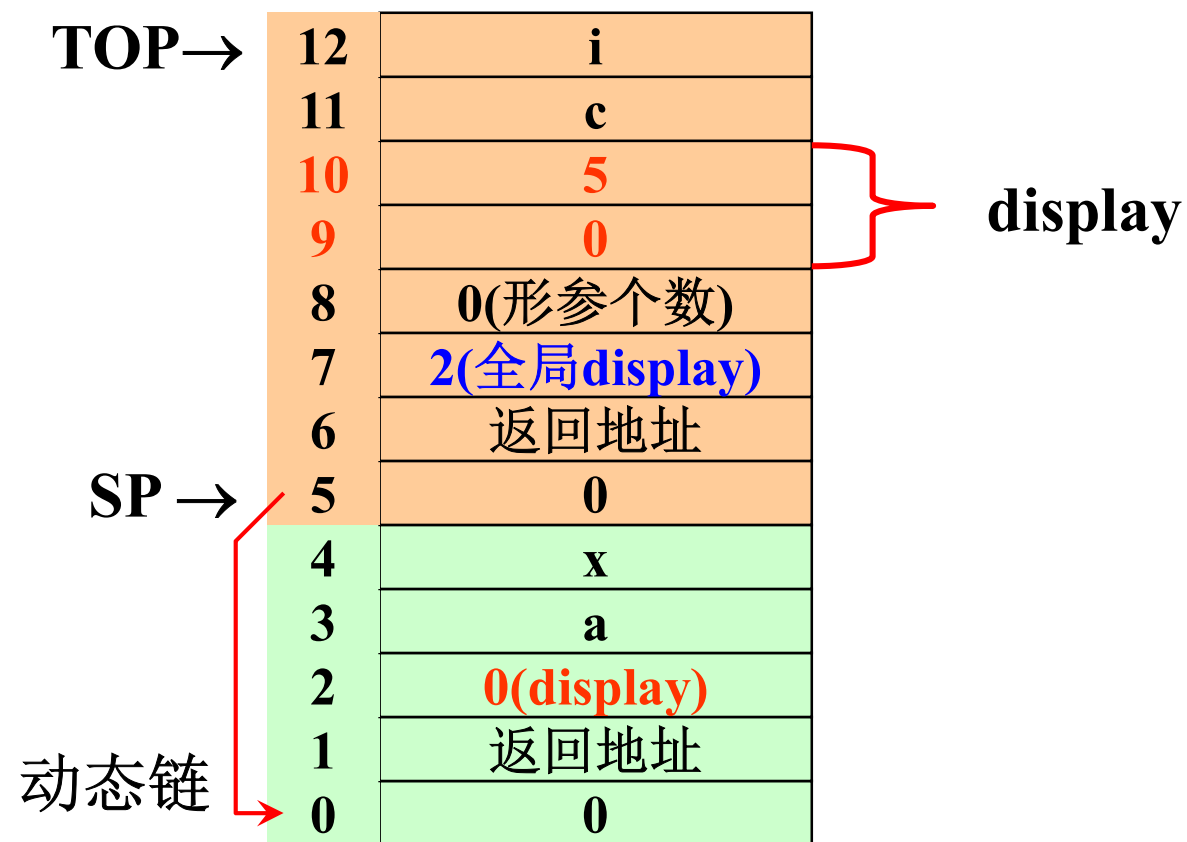 TOP→ 12 i
11 c
10 5
display
9 0
8 0(形参个数)
7 2(全局display)
6 返回地址
SP → 5 0
4 x
3 a
2 0(display)
1 返回地址
动态链
0 0